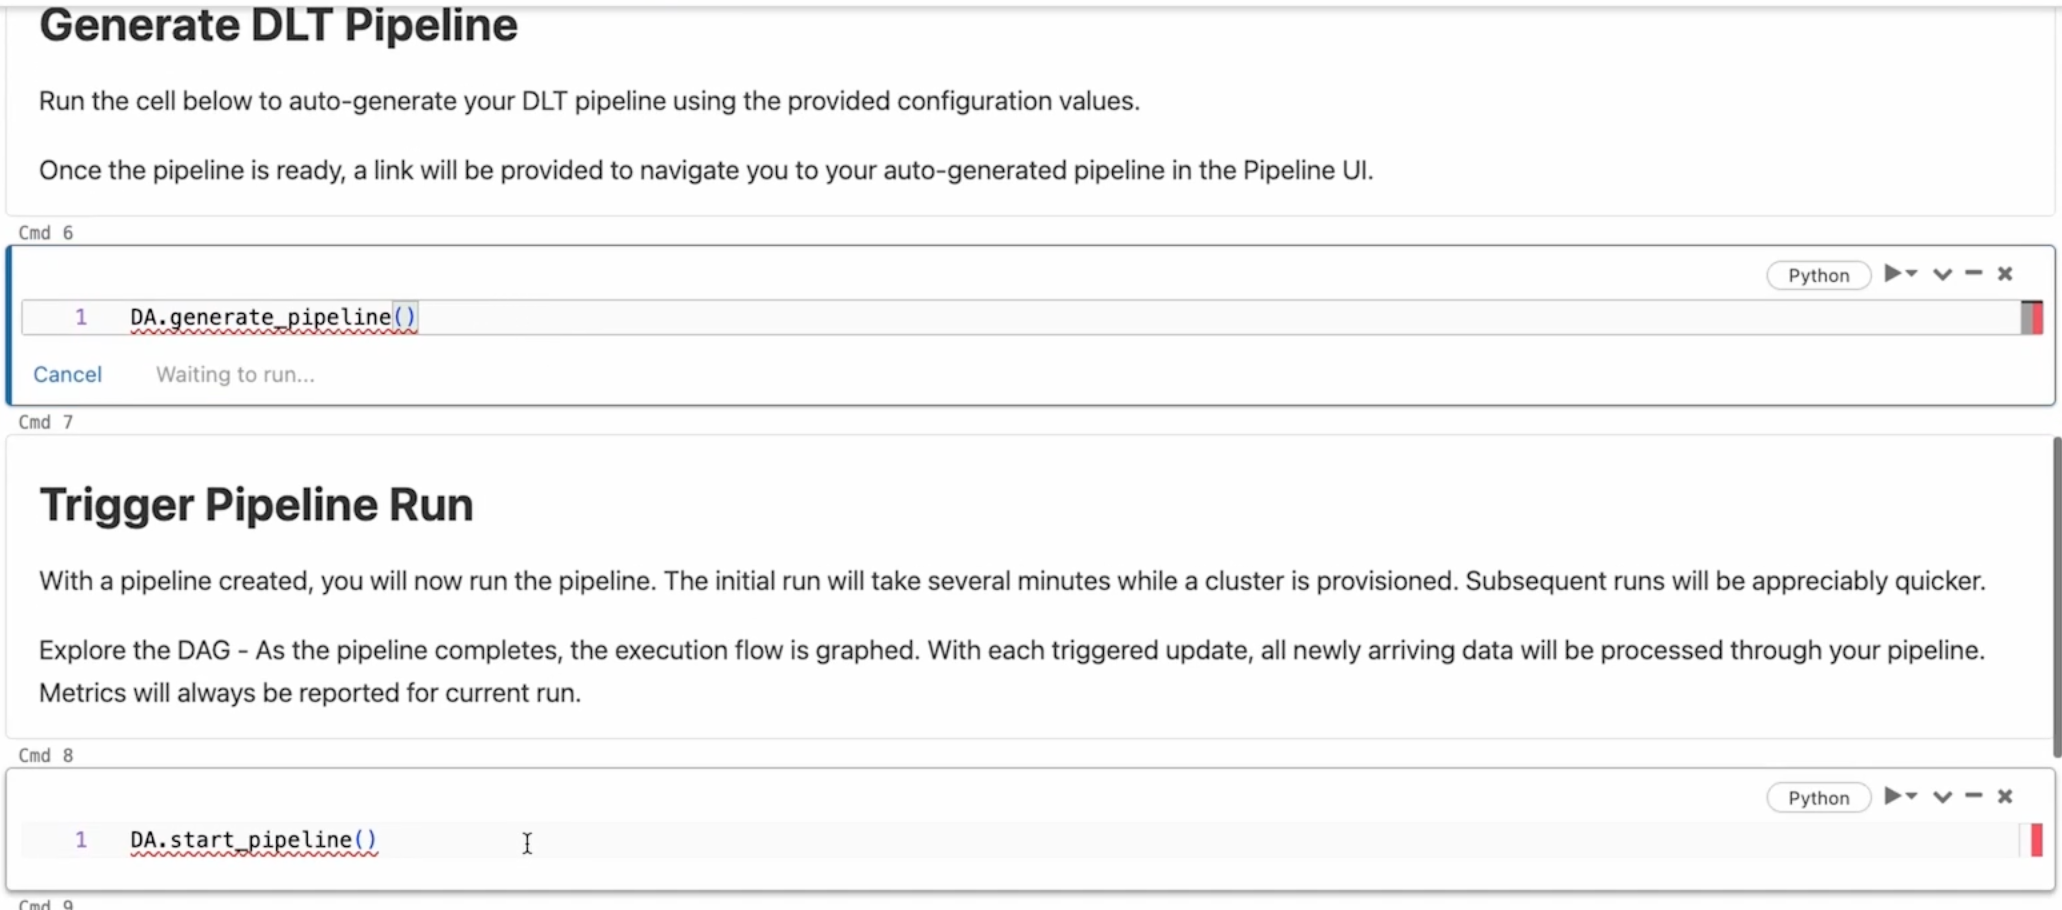 Generate DLT Pipeline
Run the cell below to auto-generate your DLT pipeline using the provided configuration values.
Once the pipeline is ready, a link will be provided to navigate you to your auto-generated pipeline in the Pipeline UI.
Cmd 6
Python
1 DA.generate_pipeline()
Cancel Waiting to run...
Cmd 7
Trigger Pipeline Run
With a pipeline created, you will now run the pipeline. The initial run will take several minutes while a cluster is provisioned. Subsequent runs will be appreciably quicker.
Explore the DAG - As the pipeline completes, the execution flow is graphed. With each triggered update, all newly arriving data will be processed through your pipeline.
Metrics will always be reported for current run.
Cmd 8
Python
1 DA.start_pipeline()
Cmd 9